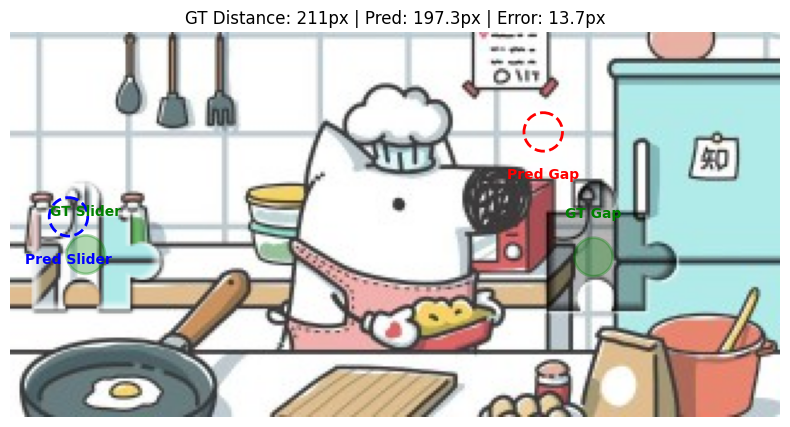 GT Distance: 211px | Pred: 197.3px | Error: 13.7px
Pred Gap
知
GT Slider
GT Gap
Pred Slider